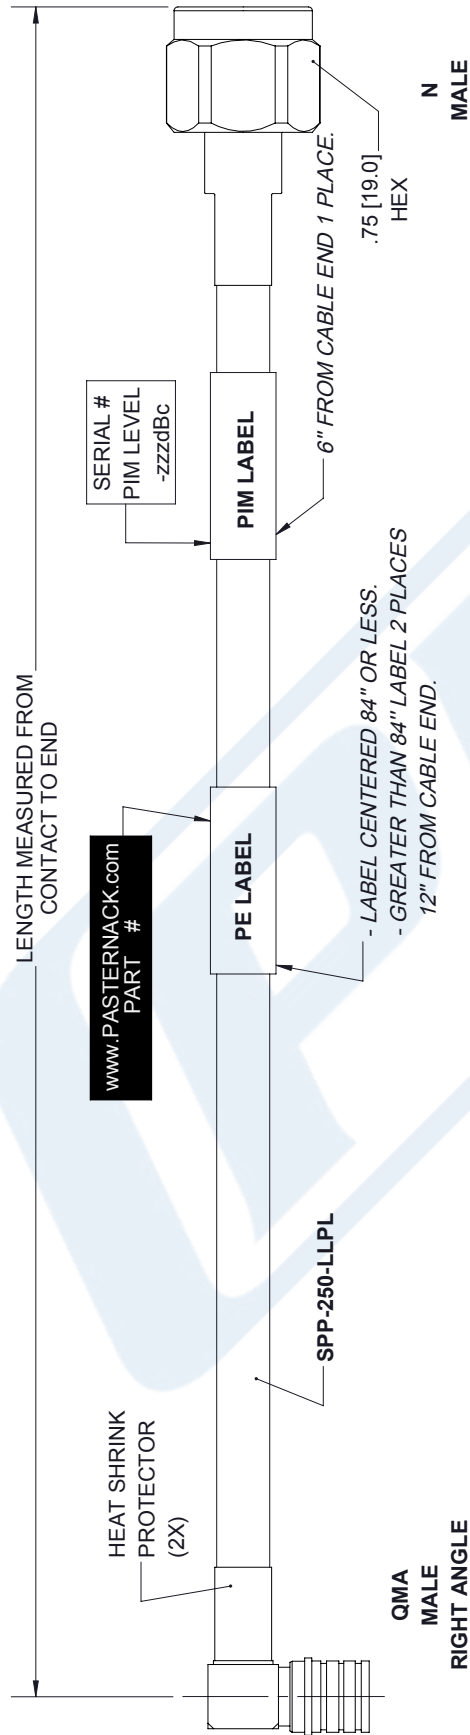 LENGTH MEASURED FROM
CONTACT TO END
HEAT SHRINK
PROTECTOR
(2X)
www.PASTERNACK.com
PART #
SERIAL #
PIM LEVEL
-zzzdBc
PE LABEL
PIM LABEL
SPP-250-LLPL
- LABEL CENTERED 84" OR LESS.
- GREATER THAN 84" LABEL 2 PLACES
12" FROM CABLE END.
6" FROM CABLE END 1 PLACE.
.75 [19.0]
HEX
QMA
MALE
RIGHT ANGLE
N
MALE